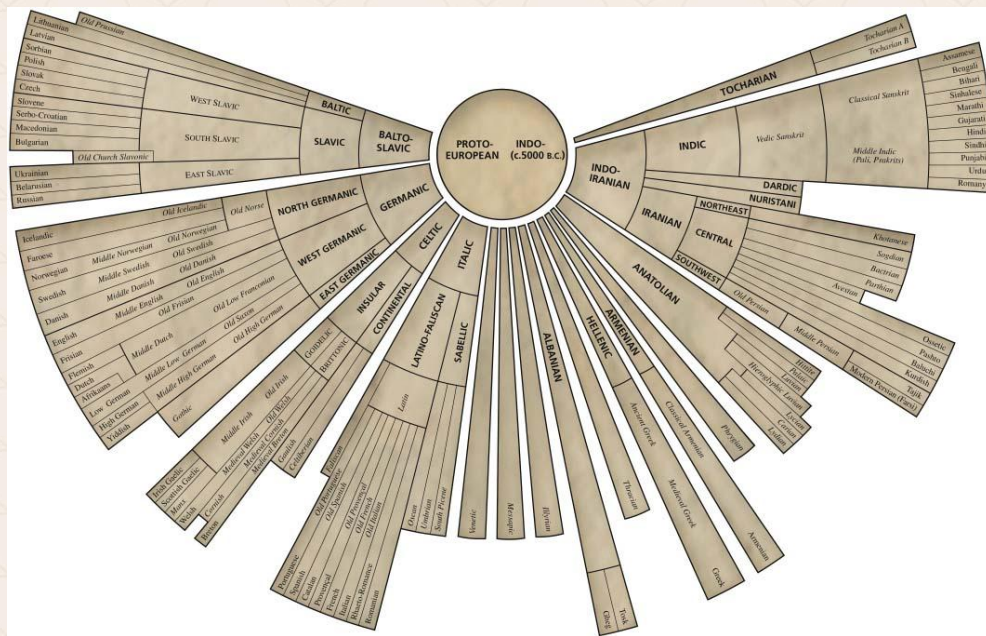 PROTO- INDO-
EUROPEAN (c.5000 B.C.)
BALTO-
SLAVIC
BALTIC
SLAVIC
Old Prussian
Lithuanian
Latvian
WEST SLAVIC
Sorbian
Polish
Slovak
Czech
SOUTH SLAVIC
Slovene
Serbo-Croatian
Macedonian
Bulgarian
Old Church Slavonic
EAST SLAVIC
Ukrainian
Belarusian
Russian
GERMANIC
NORTH GERMANIC
Old Norse
Old Icelandic
Icelandic
Faroese
Old Norwegian
Middle Norwegian
Norwegian
Old Swedish
Middle Swedish
Swedish
Old Danish
Middle Danish
Danish
WEST GERMANIC
Old English
Middle English
English
Old Frisian
Frisian
Old Low Franconian
Middle Dutch
Flemish
Dutch
Afrikaans
Old Saxon
Middle Low German
Low German
Old High German
Middle High German
High German
Yiddish
EAST GERMANIC
Gothic
CELTIC
INSULAR
GOIDELIC
Old Irish
Middle Irish
Irish Gaelic
Scottish Gaelic
Manx
BRITTONIC
Old Welsh
Medieval Welsh
Welsh
Medieval Cornish
Cornish
Medieval Breton
Breton
CONTINENTAL
Gaulish
Celtiberian
ITALIC
LATINO-FALISCAN
Faliscan
Latin
Old Portuguese
Portuguese
Old Spanish
Spanish
Catalan
Old Provençal
Provençal
Old French
French
Old Italian
Italian
Rhaeto-Romance
Romanian
SABELLIC
Oscan
Umbrian
South Picene
Venetic
Messapic
Illyrian
ALBANIAN
Gheg
Tosk
Thracian
HELLENIC
Ancient Greek
Medieval Greek
Greek
ARMENIAN
Classical Armenian
Armenian
Phrygian
ANATOLIAN
Hittite
Palaic
Luvian
Hieroglyphic Luvian
Lycian
Carian
Lydian
INDO-
IRANIAN
IRANIAN
SOUTHWEST
Old Persian
Middle Persian
Modern Persian (Farsi)
Tajik
Kurdish
Baluchi
Pashto
Ossetic
CENTRAL
Avestan
NORTHEAST
Parthian
Bactrian
Sogdian
Khotanese
NURISTANI
DARDIC
INDIC
Vedic Sanskrit
Classical Sanskrit
Middle Indic
(Pali, Prakrits)
Assamese
Bengali
Bihari
Sinhalese
Marathi
Gujarati
Hindi
Sindhi
Punjabi
Urdu
Romany
TOCHARIAN
Tocharian A
Tocharian B